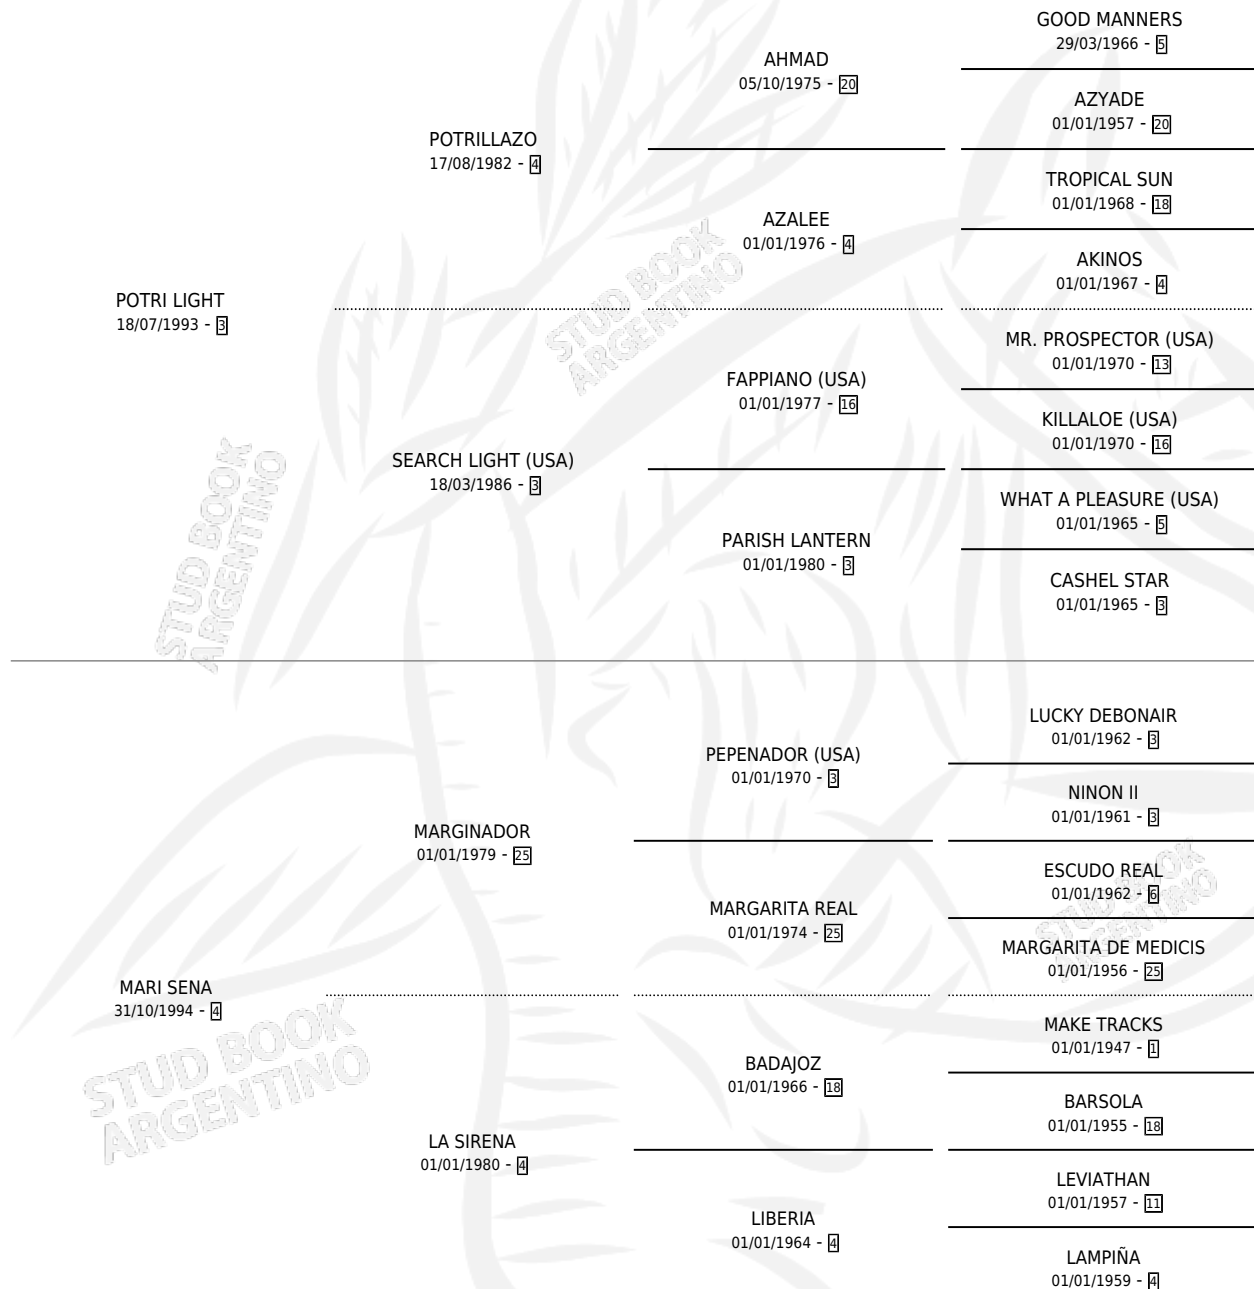 GOOD MANNERS
29/03/1966 - 5
AHMAD
05/10/1975 - 20
AZYADE
01/01/1957 - 20
POTRILLAZO
17/08/1982 - 4
TROPICAL SUN
01/01/1968 - 18
AZALEE
01/01/1976 - 4
AKINOS
01/01/1967 - 4
POTRI LIGHT
18/07/1993 - 3
MR. PROSPECTOR (USA)
01/01/1970 - 13
FAPPIANO (USA)
01/01/1977 - 16
KILLALOE (USA)
01/01/1970 - 16
SEARCH LIGHT (USA)
18/03/1986 - 3
WHAT A PLEASURE (USA)
01/01/1965 - 5
PARISH LANTERN
01/01/1980 - 3
CASHEL STAR
01/01/1965 - 3
STUD BOOK
ARGENTINO
STUD BOOK
ARGENTINO
LUCKY DEBONAIR
01/01/1962 - 3
PEPENADOR (USA)
01/01/1970 - 3
NINON II
01/01/1961 - 3
MARGINADOR
01/01/1979 - 25
ESCUDO REAL
01/01/1962 - 6
MARGARITA REAL
01/01/1974 - 25
MARGARITA DE MEDICIS
01/01/1956 - 25
MARI SENA
31/10/1994 - 4
MAKE TRACKS
01/01/1947 - 1
BADAJOZ
01/01/1966 - 18
BARSOLA
01/01/1955 - 18
LA SIRENA
01/01/1980 - 4
LEVIATHAN
01/01/1957 - 11
LIBERIA
01/01/1964 - 4
LAMPIÑA
01/01/1959 - 4
STUD BOOK
ARGENTINO
STUD BOOK
ARGENTINO